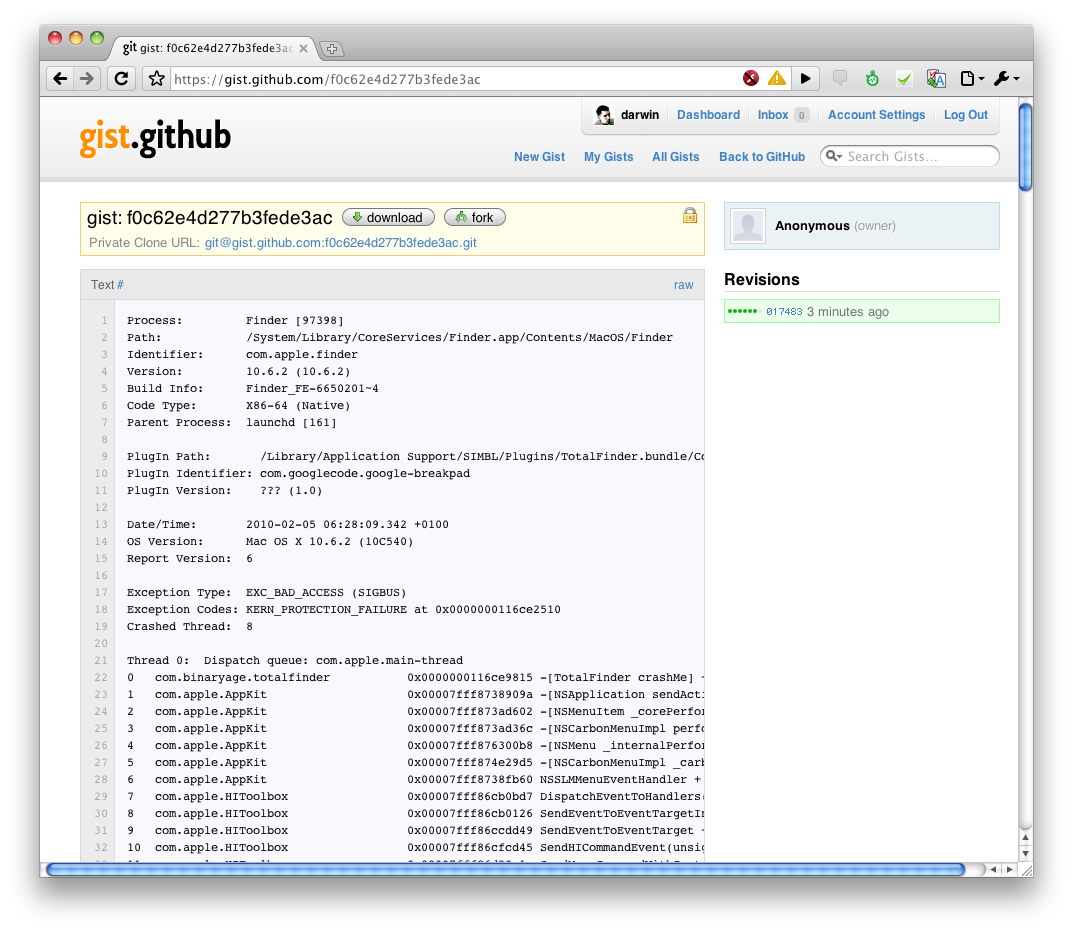 git gist: f0c62e4d277b3fede3ac
https://gist.github.com/f0c62e4d277b3fede3ac
gist.github
darwin Dashboard Inbox 0 Account Settings Log Out
New Gist My Gists All Gists Back to GitHub Search Gists...
gist: f0c62e4d277b3fede3ac download fork
Private Clone URL: git@gist.github.com:f0c62e4d277b3fede3ac.git
Anonymous (owner)
Revisions
017483 3 minutes ago
Text # raw
1 Process: Finder [97398]
2 Path: /System/Library/CoreServices/Finder.app/Contents/MacOS/Finder
3 Identifier: com.apple.finder
4 Version: 10.6.2 (10.6.2)
5 Build Info: Finder_FE-6650201~4
6 Code Type: X86-64 (Native)
7 Parent Process: launchd [161]
8
9 PlugIn Path: /Library/Application Support/SIMBL/Plugins/TotalFinder.bundle/Co
10 PlugIn Identifier: com.googlecode.google-breakpad
11 PlugIn Version: ??? (1.0)
12
13 Date/Time: 2010-02-05 06:28:09.342 +0100
14 OS Version: Mac OS X 10.6.2 (10C540)
15 Report Version: 6
16
17 Exception Type: EXC_BAD_ACCESS (SIGBUS)
18 Exception Codes: KERN_PROTECTION_FAILURE at 0x0000000116ce2510
19 Crashed Thread: 8
20
21 Thread 0: Dispatch queue: com.apple.main-thread
22 0 com.binaryage.totalfinder 0x0000000116ce9815 -[TotalFinder crashMe]
23 1 com.apple.AppKit 0x00007fff8738909a -[NSApplication sendActi
24 2 com.apple.AppKit 0x00007fff873ad602 -[NSMenuItem _corePerfor
25 3 com.apple.AppKit 0x00007fff873ad36c -[NSCarbonMenuImpl perfo
26 4 com.apple.AppKit 0x00007fff876300b8 -[NSMenu _internalPerfor
27 5 com.apple.AppKit 0x00007fff874e29d5 -[NSCarbonMenuImpl _carb
28 6 com.apple.AppKit 0x00007fff8738fb60 NSSLMMenuEventHandler +
29 7 com.apple.HIToolbox 0x00007fff86cb0bd7 DispatchEventToHandlers(
30 8 com.apple.HIToolbox 0x00007fff86cb0126 SendEventToEventTargetIn
31 9 com.apple.HIToolbox 0x00007fff86ccdd49 SendEventToEventTarget
32 10 com.apple.HIToolbox 0x00007fff86cfcd45 SendHICommandEvent(unsig